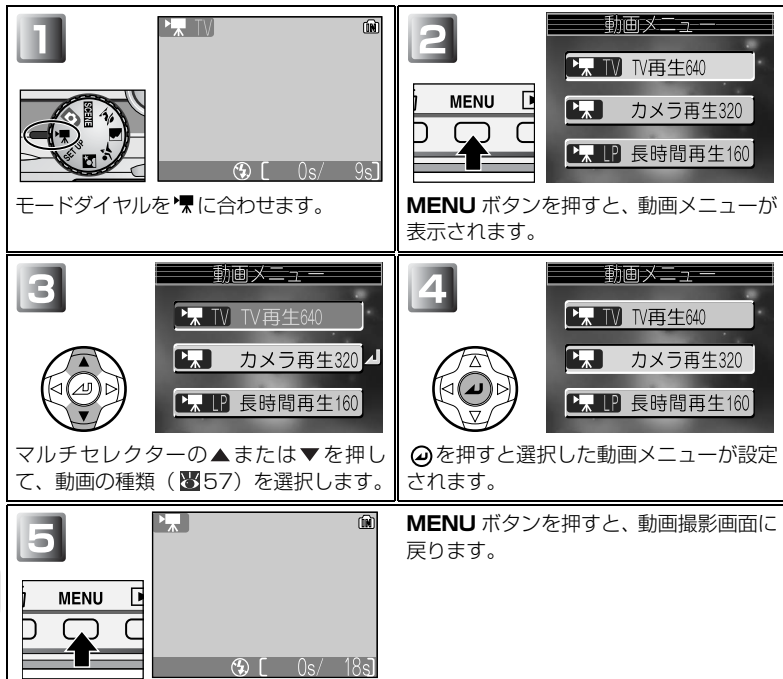 1
TV
IN
SCENE
SET UP
0s/ 9s]
モードダイヤルを に合わせます。
2
MENU
動画メニュー
TV TV再生640
カメラ再生320
LP 長時間再生160
MENU ボタンを押すと、動画メニューが
表示されます。
3
動画メニュー
TV TV再生640
カメラ再生320
LP 長時間再生160
マルチセレクターの▲または▼を押し
て、動画の種類（ 57）を選択します。
4
動画メニュー
TV TV再生640
カメラ再生320
LP 長時間再生160
を押すと選択した動画メニューが設定
されます。
5
MENU
IN
[ 0s/ 18s]
MENU ボタンを押すと、動画撮影画面に
戻ります。